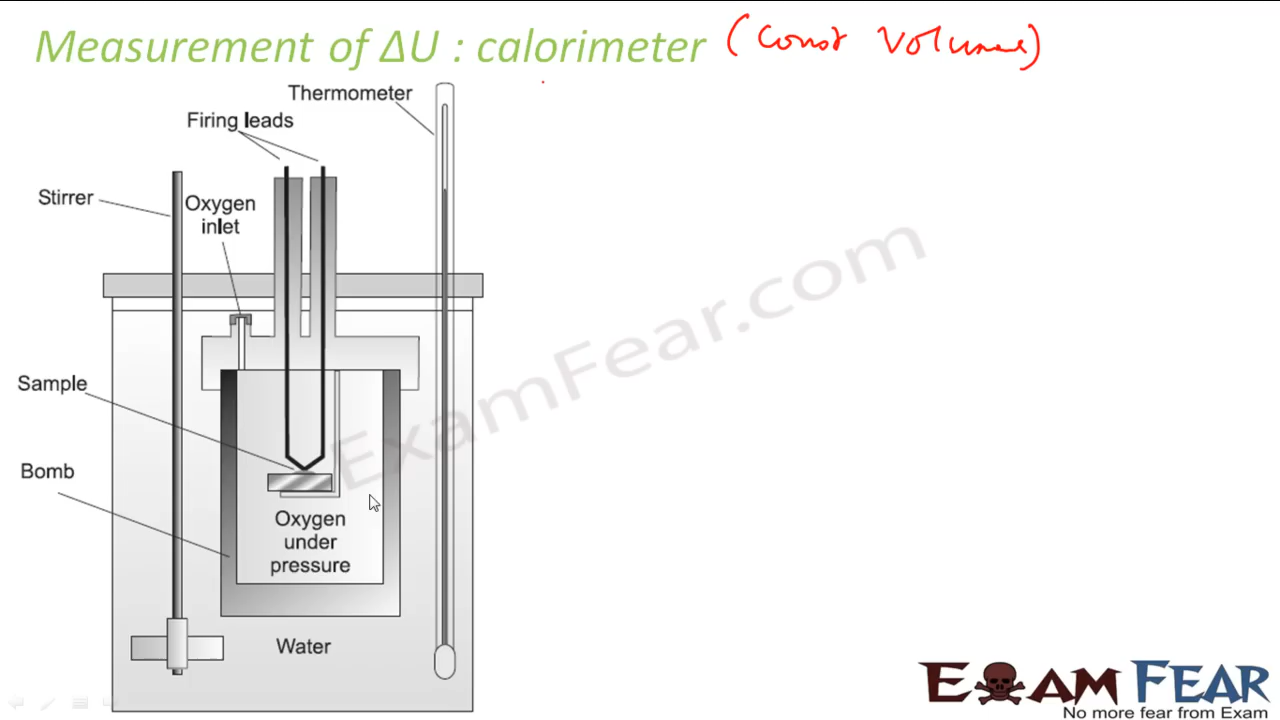 Measurement of ΔU : calorimeter (Const Volume)
Thermometer
Firing leads
Stirrer
Oxygen
inlet
Sample
Bomb
Oxygen
under
pressure
Water
ExamFear.com
EXAM FEAR
No more fear from Exam